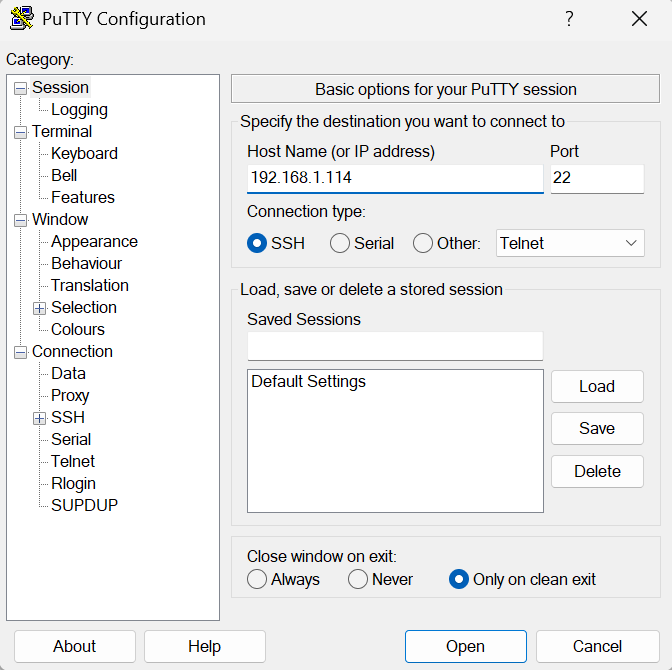 PuTTY Configuration
?
Category:
Session
Logging
Terminal
Keyboard
Bell
Features
Window
Appearance
Behaviour
Translation
Selection
Colours
Connection
Data
Proxy
SSH
Serial
Telnet
Rlogin
SUPDUP
Basic options for your PuTTY session
Specify the destination you want to connect to
Host Name (or IP address) Port
192.168.1.114 22
Connection type:
SSH Serial Other: Telnet
Load, save or delete a stored session
Saved Sessions
Default Settings
Load
Save
Delete
Close window on exit:
Always Never Only on clean exit
About Help Open Cancel